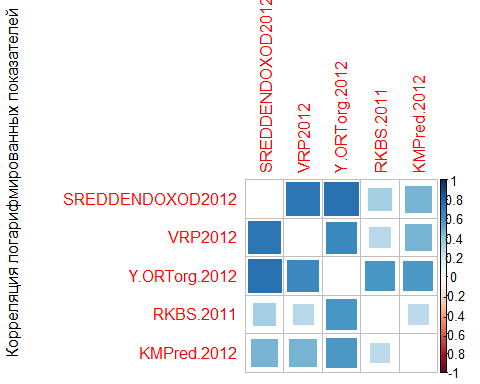 Корреляция логарифмированных показателей
SREDDENDOXOD2012
VRP2012
Y.ORTorg.2012
RKBS.2011
KMPred.2012
SREDDENDOXOD2012
VRP2012
Y.ORTorg.2012
RKBS.2011
KMPred.2012
1
0.8
0.6
0.4
0.2
0
-0.2
-0.4
-0.6
-0.8
-1